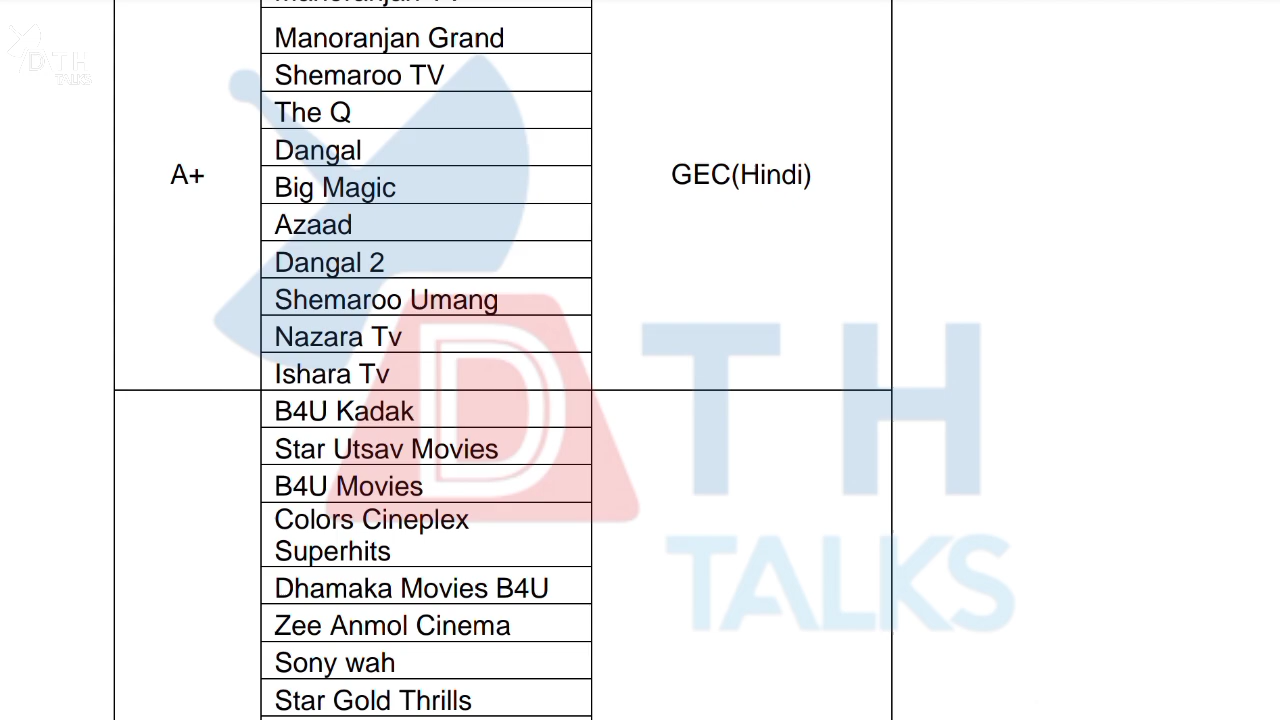 Manoranjan Grand
Shemaroo TV
The Q
Dangal
A+
Big Magic
GEC(Hindi)
Azaad
Dangal 2
Shemaroo Umang
Nazara Tv
Ishara Tv
B4U Kadak
Star Utsav Movies
B4U Movies
Colors Cineplex
Superhits
Dhamaka Movies B4U
Zee Anmol Cinema
Sony wah
Star Gold Thrills
DTH
TALKS
DTH
TALKS